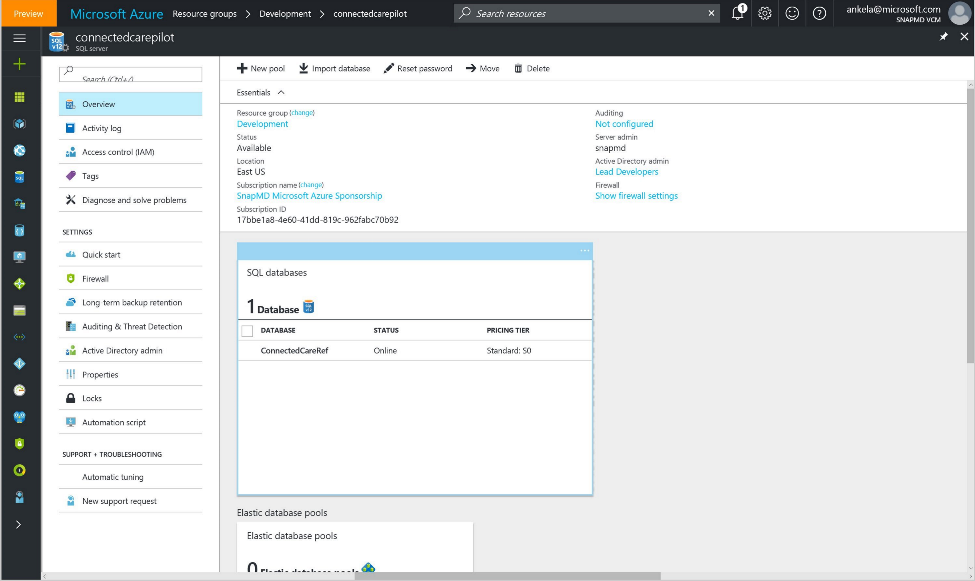 Preview
Microsoft Azure Resource groups > Development > connectedcarepilot
Search resources
1
ankela@microsoft.com
SNAPMD VCM
SQL
V12
connectedcarepilot
SQL server
Search (Ctrl+/)
Overview
Activity log
Access control (IAM)
Tags
Diagnose and solve problems
SETTINGS
Quick start
Firewall
Long-term backup retention
Auditing & Threat Detection
Active Directory admin
Properties
Locks
Automation script
SUPPORT + TROUBLESHOOTING
Automatic tuning
New support request
New pool Import database Reset password Move Delete
Essentials
Resource group (change)
Development
Status
Available
Location
East US
Subscription name (change)
SnapMD Microsoft Azure Sponsorship
Subscription ID
17bbe1a8-4e60-41dd-819c-962fabc70b92
Auditing
Not configured
Server admin
snapmd
Active Directory admin
Lead Developers
Firewall
Show firewall settings
SQL databases
1 Database
DATABASE STATUS PRICING TIER
ConnectedCareRef Online Standard: S0
Elastic database pools
Elastic database pools
0 Elastic database pools